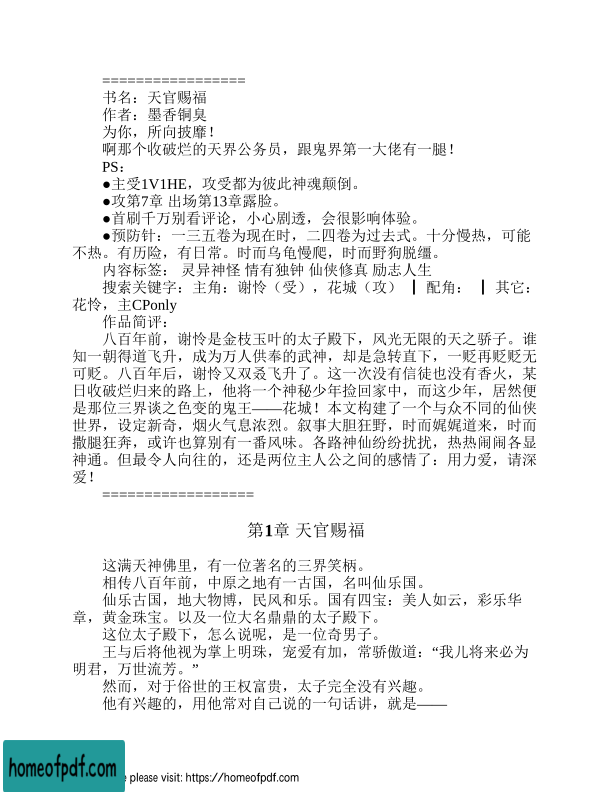 =================
书名：天官赐福
作者：墨香铜臭
为你，所向披靡！
啊那个收破烂的天界公务员，跟鬼界第一大佬有一腿！
PS：
●主受1V1HE，攻受都为彼此神魂颠倒。
●攻第7章 出场第13章露脸。
●首刷千万别看评论，小心剧透，会很影响体验。
●预防针：一三五卷为现在时，二四卷为过去式。十分慢热，可能
不热。有历险，有日常。时而乌龟慢爬，时而野狗脱缰。
内容标签： 灵异神怪 情有独钟 仙侠修真 励志人生
搜索关键字：主角：谢怜（受），花城（攻） ┃ 配角： ┃ 其它：
花怜，主CPonly
作品简评：
八百年前，谢怜是金枝玉叶的太子殿下，风光无限的天之骄子。谁
知一朝得道飞升，成为万人供奉的武神，却是急转直下，一贬再贬贬无
可贬。八百年后，谢怜又双叒飞升了。这一次没有信徒也没有香火，某
日收破烂归来的路上，他将一个神秘少年捡回家中，而这少年，居然便
是那位三界谈之色变的鬼王——花城！本文构建了一个与众不同的仙侠
世界，设定新奇，烟火气息浓烈。叙事大胆狂野，时而娓娓道来，时而
撒腿狂奔，或许也算别有一番风味。各路神仙纷纷扰扰，热热闹闹各显
神通。但最令人向往的，还是两位主人公之间的感情了：用力爱，请深
爱！
==================
第1章 天官赐福
这满天神佛里，有一位著名的三界笑柄。
相传八百年前，中原之地有一古国，名叫仙乐国。
仙乐古国，地大物博，民风和乐。国有四宝：美人如云，彩乐华
章，黄金珠宝。以及一位大名鼎鼎的太子殿下。
这位太子殿下，怎么说呢，是一位奇男子。
王与后将他视为掌上明珠，宠爱有加，常骄傲道：“我儿将来必为
明君，万世流芳。”
然而，对于俗世的王权富贵，太子完全没有兴趣。
他有兴趣的，用他常对自己说的一句话讲，就是——
homeofpdf.com
e please visit: https://homeofpdf.com